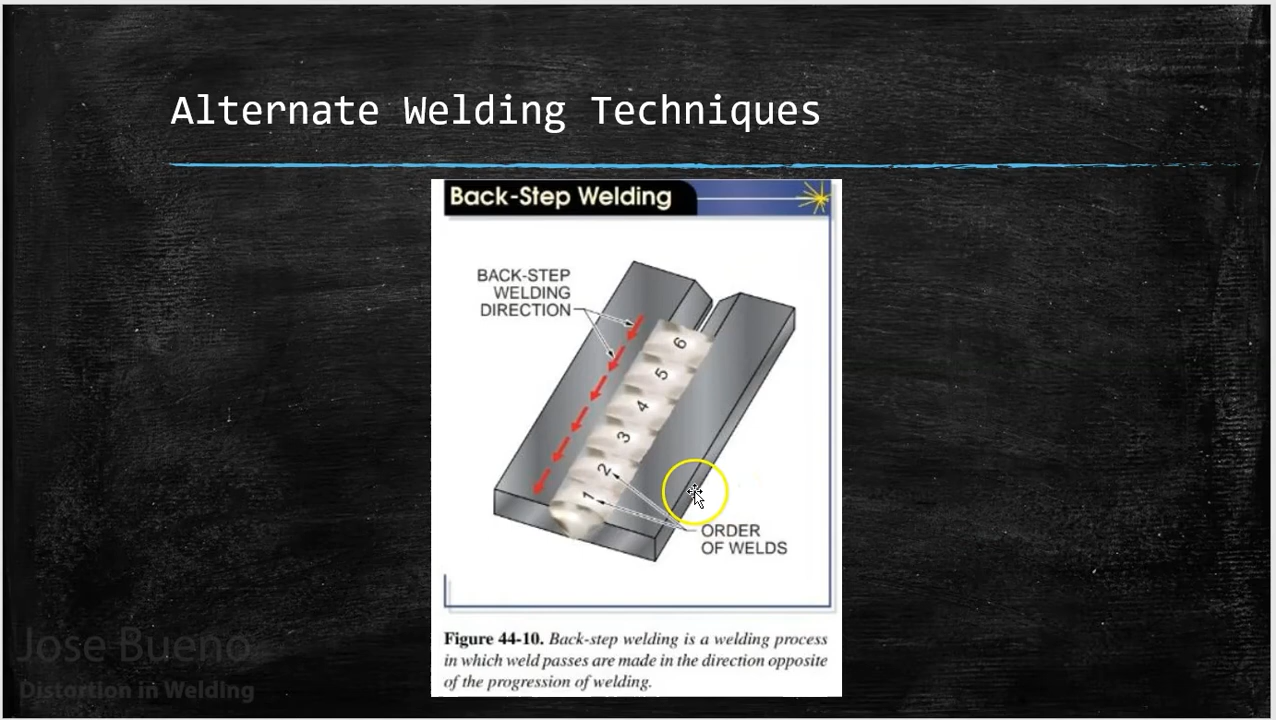 Alternate Welding Techniques
Back-Step Welding
BACK-STEP
WELDING
DIRECTION
6
5
4
3
2
1
ORDER
OF WELDS
Figure 44-10. Back-step welding is a welding process
in which weld passes are made in the direction opposite
of the progression of welding.
Jose Bueno
Distortion in Welding